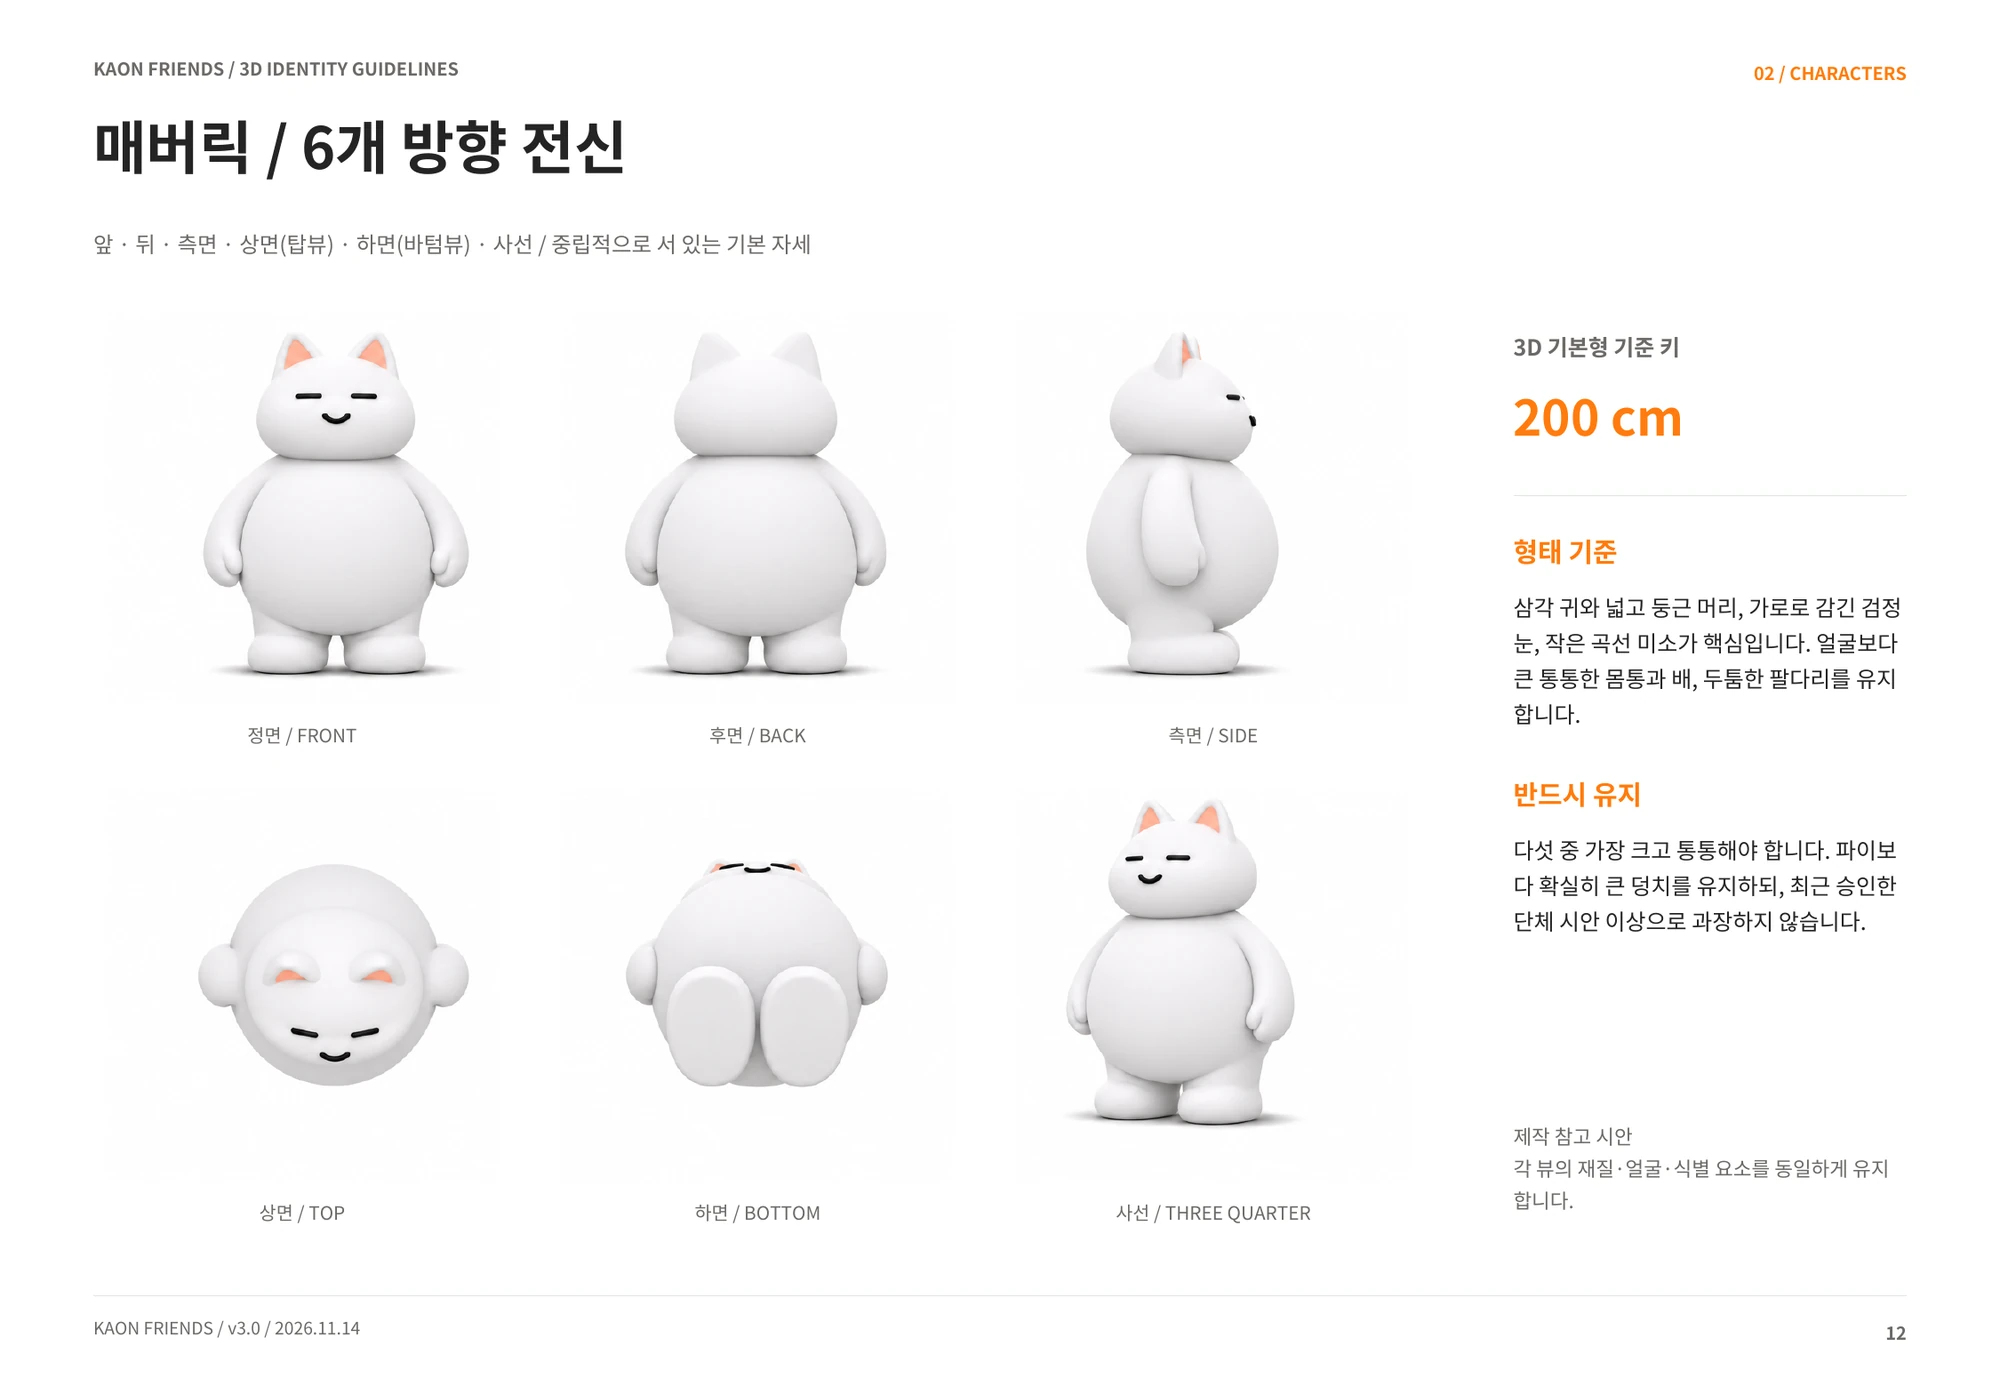 KAON FRIENDS / 3D IDENTITY GUIDELINES
02 / CHARACTERS
매버릭 / 6개 방향 전신
앞 · 뒤 · 측면 · 상면(탑뷰) · 하면(바텀뷰) · 사선 / 중립적으로 서 있는 기본 자세
정면 / FRONT
후면 / BACK
측면 / SIDE
상면 / TOP
하면 / BOTTOM
사선 / THREE QUARTER
3D 기본형 기준 키
200 cm
형태 기준
삼각 귀와 넓고 둥근 머리, 가로로 감긴 검정
눈, 작은 곡선 미소가 핵심입니다. 얼굴보다
큰 통통한 몸통과 배, 두툼한 팔다리를 유지
합니다.
반드시 유지
다섯 중 가장 크고 통통해야 합니다. 파이보
다 확실히 큰 덩치를 유지하되, 최근 승인한
단체 시안 이상으로 과장하지 않습니다.
제작 참고 시안
각 뷰의 재질·얼굴·식별 요소를 동일하게 유지
합니다.
KAON FRIENDS / v3.0 / 2026.11.14
12